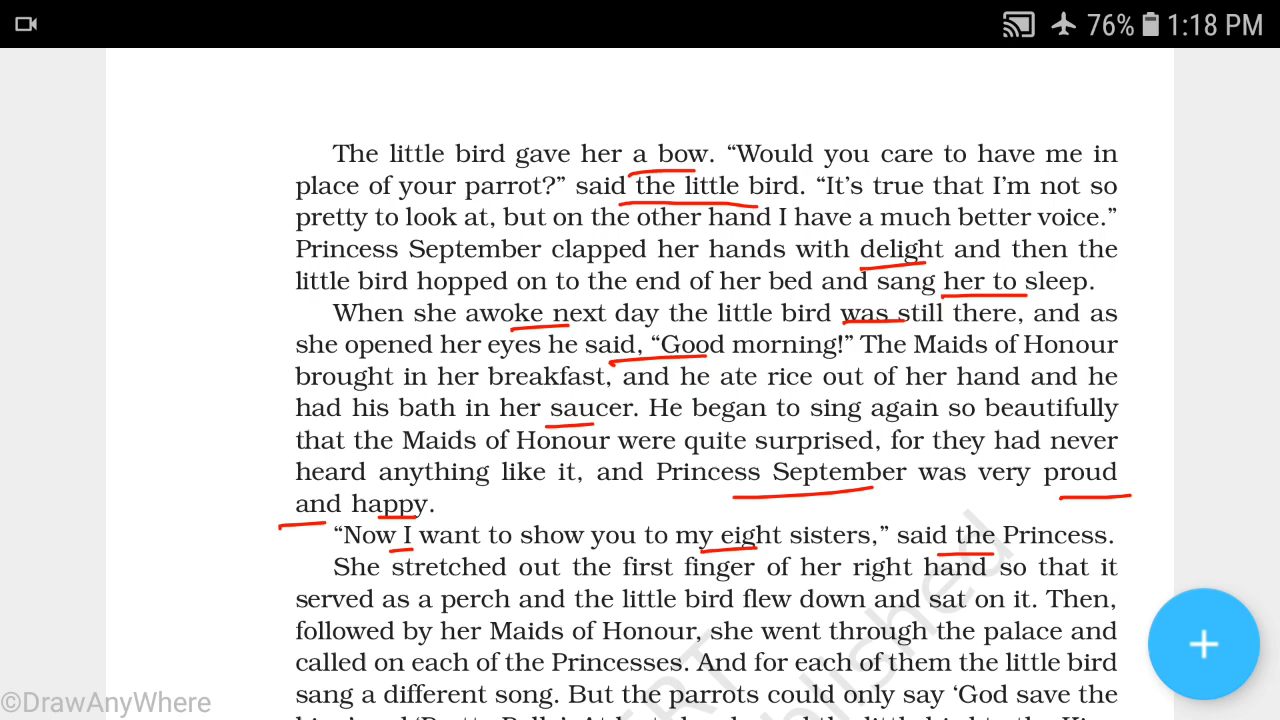 76% 1:18 PM
The little bird gave her a bow. “Would you care to have me in
place of your parrot?” said the little bird. “It’s true that I’m not so
pretty to look at, but on the other hand I have a much better voice.”
Princess September clapped her hands with delight and then the
little bird hopped on to the end of her bed and sang her to sleep.
When she awoke next day the little bird was still there, and as
she opened her eyes he said, “Good morning!” The Maids of Honour
brought in her breakfast, and he ate rice out of her hand and he
had his bath in her saucer. He began to sing again so beautifully
that the Maids of Honour were quite surprised, for they had never
heard anything like it, and Princess September was very proud
and happy.
“Now I want to show you to my eight sisters,” said the Princess.
She stretched out the first finger of her right hand so that it
served as a perch and the little bird flew down and sat on it. Then,
followed by her Maids of Honour, she went through the palace and
called on each of the Princesses. And for each of them the little bird
sang a different song. But the parrots could only say ‘God save the
©DrawAnyWhere